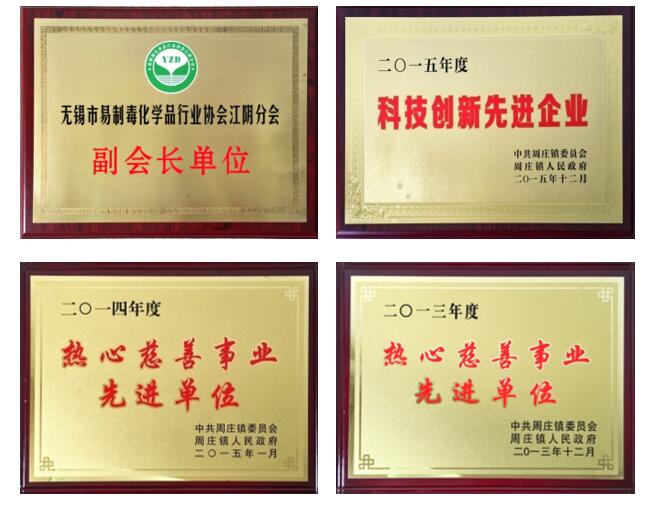 YZD
无锡市易制毒化学品行业协会江阴分会
副会长单位
二〇一五年度
科技创新先进企业
中共周庄镇委员会
周庄镇人民政府
二〇一五年十二月
二〇一四年度
热心慈善事业
先进单位
中共周庄镇委员会
周庄镇人民政府
二〇一五年一月
二〇一三年度
热心慈善事业
先进单位
中共周庄镇委员会
周庄镇人民政府
二〇一三年十二月